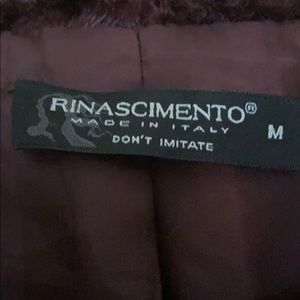 RINASCIMENTO®
MADE IN ITALY
DON'T IMITATE
M